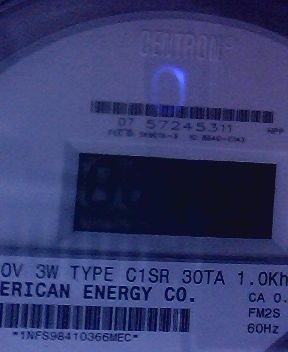 CENTRON®
07 57245311
0V 3W TYPE C1SR 30TA 1.0Kh
ERICAN ENERGY CO.
CA 0.
FM2S
60Hz
*1NFS98410366MEC*